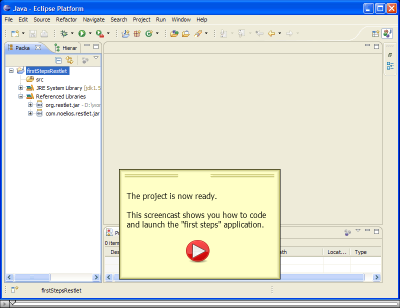 Java - Eclipse Platform
File Edit Source Refactor Navigate Search Project Run Window Help
Packa Hierar
firstStepsRestlet
src
JRE System Library [jdk1.5
Referenced Libraries
org.restlet.jar
com.noelios.restlet.jar
The project is now ready.
This screencast shows you how to code
and launch the "first steps" application.
0 items
Des
ath Locat... Type
firstStepsRestlet